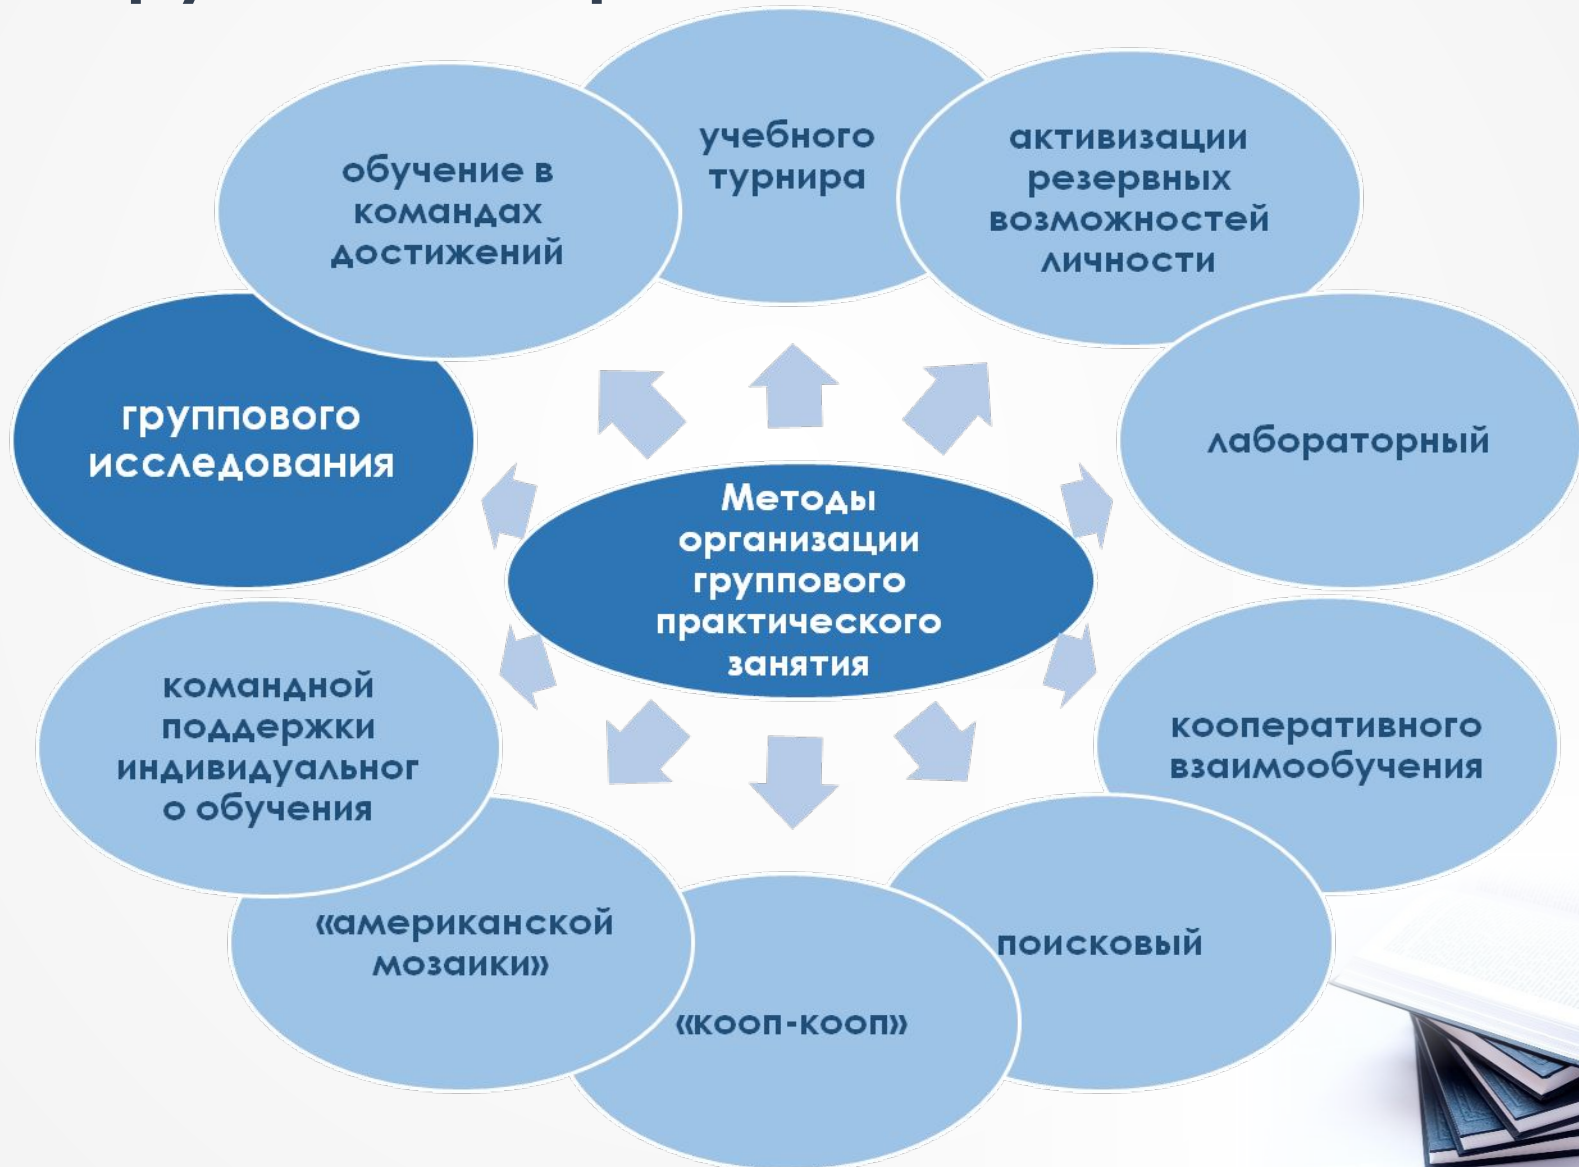 учебного
турнира
активизации
резервных
возможностей
личности
лабораторный
кооперативного
взаимообучения
поисковый
«кооп-кооп»
«американской
мозаики»
командной
поддержки
индивидуальног
о обучения
группового
исследования
обучение в
командах
достижений
Методы
организации
группового
практического
занятия